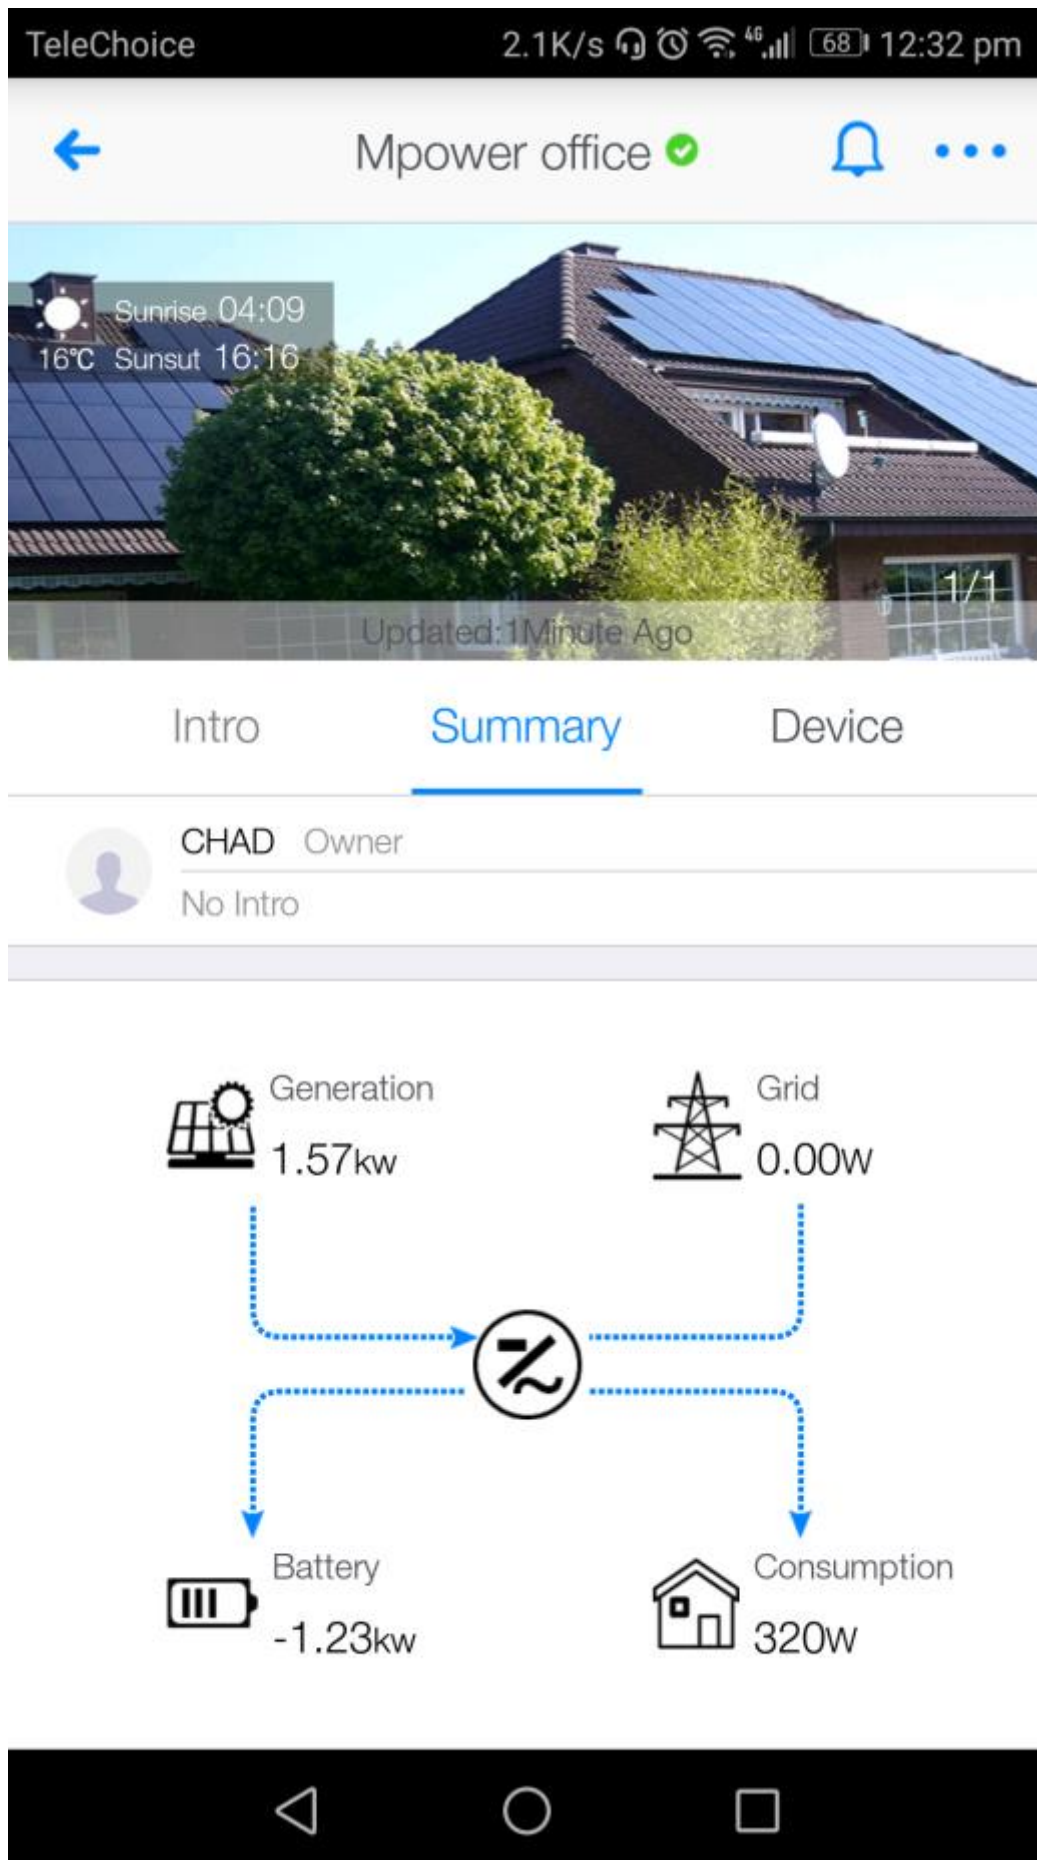 TeleChoice 2.1K/s 4G 68 12:32 pm
Mpower office
Sunrise 04:09
16°C Sunsut 16:16
1/1
Updated:1Minute Ago
Intro Summary Device
CHAD Owner
No Intro
Generation
1.57kw
Grid
0.00W
Battery
-1.23kw
Consumption
320W